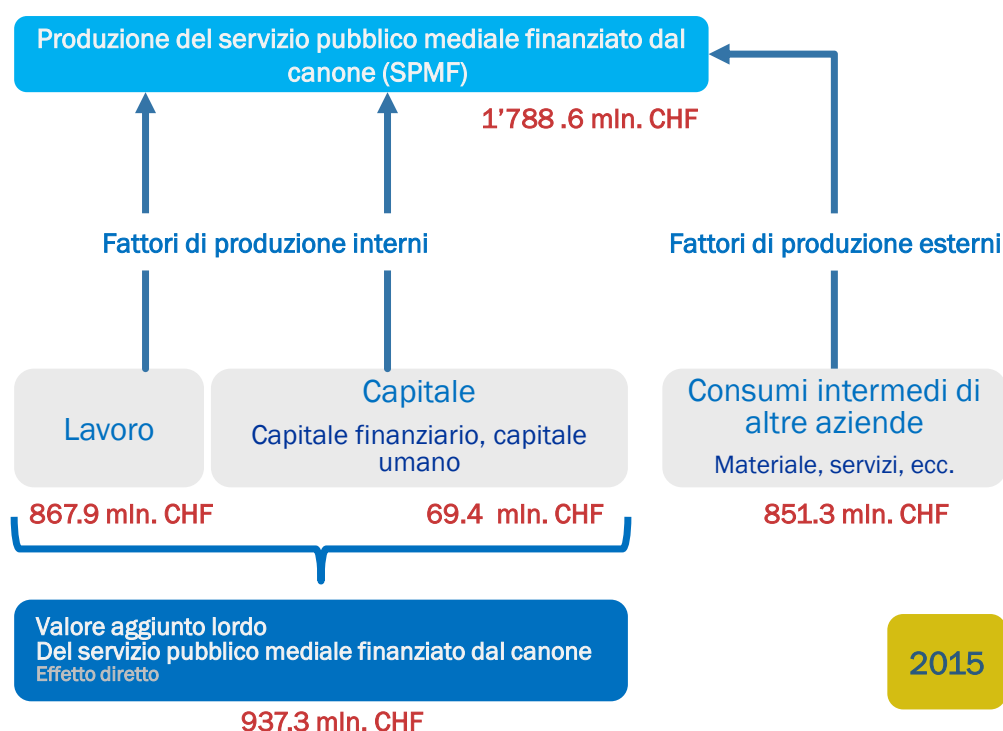 Produzione del servizio pubblico mediale finanziato dal
canone (SPMF)
1’788 .6 mln. CHF
Fattori di produzione interni
Fattori di produzione esterni
Lavoro
Capitale
Capitale finanziario, capitale
umano
Consumi intermedi di
altre aziende
Materiale, servizi, ecc.
867.9 mln. CHF
69.4 mln. CHF
851.3 mln. CHF
Valore aggiunto lordo
Del servizio pubblico mediale finanziato dal canone
Effetto diretto
937.3 mln. CHF
2015